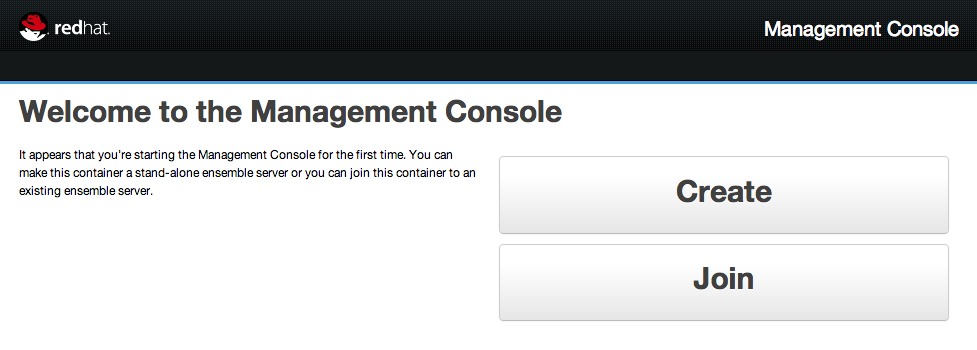 redhat.
Management Console
Welcome to the Management Console
It appears that you're starting the Management Console for the first time. You can
make this container a stand-alone ensemble server or you can join this container to an
existing ensemble server.
Create
Join